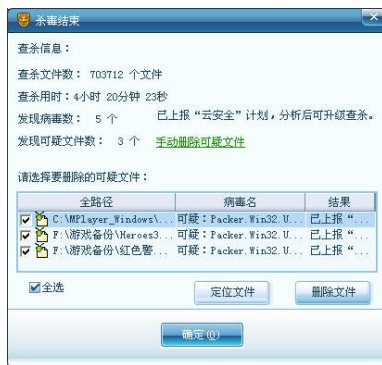 杀毒结束
查杀信息：
查杀文件数： 703712 个文件
查杀用时：4小时 20分钟 23秒
发现病毒数： 5 个 已上报“云安全”计划，分析后可升级查杀。
发现可疑文件数： 3 个 手动删除可疑文件
请选择要删除的可疑文件：
全路径 病毒名 结果
C:\MPlayer_Windows\... 可疑：Packer.Win32.U... 已上报“...
F:\游戏备份\Heroes3... 可疑：Packer.Win32.U... 已上报“...
F:\游戏备份\红色警... 可疑：Packer.Win32.U... 已上报“...
全选 定位文件 删除文件
确定(O)